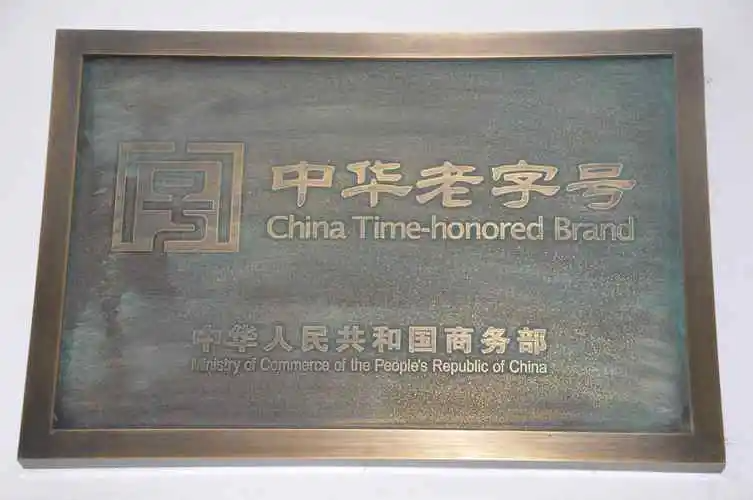 中华老字号
China Time-honored Brand
中华人民共和国商务部
Ministry of Commerce of the People's Republic of China